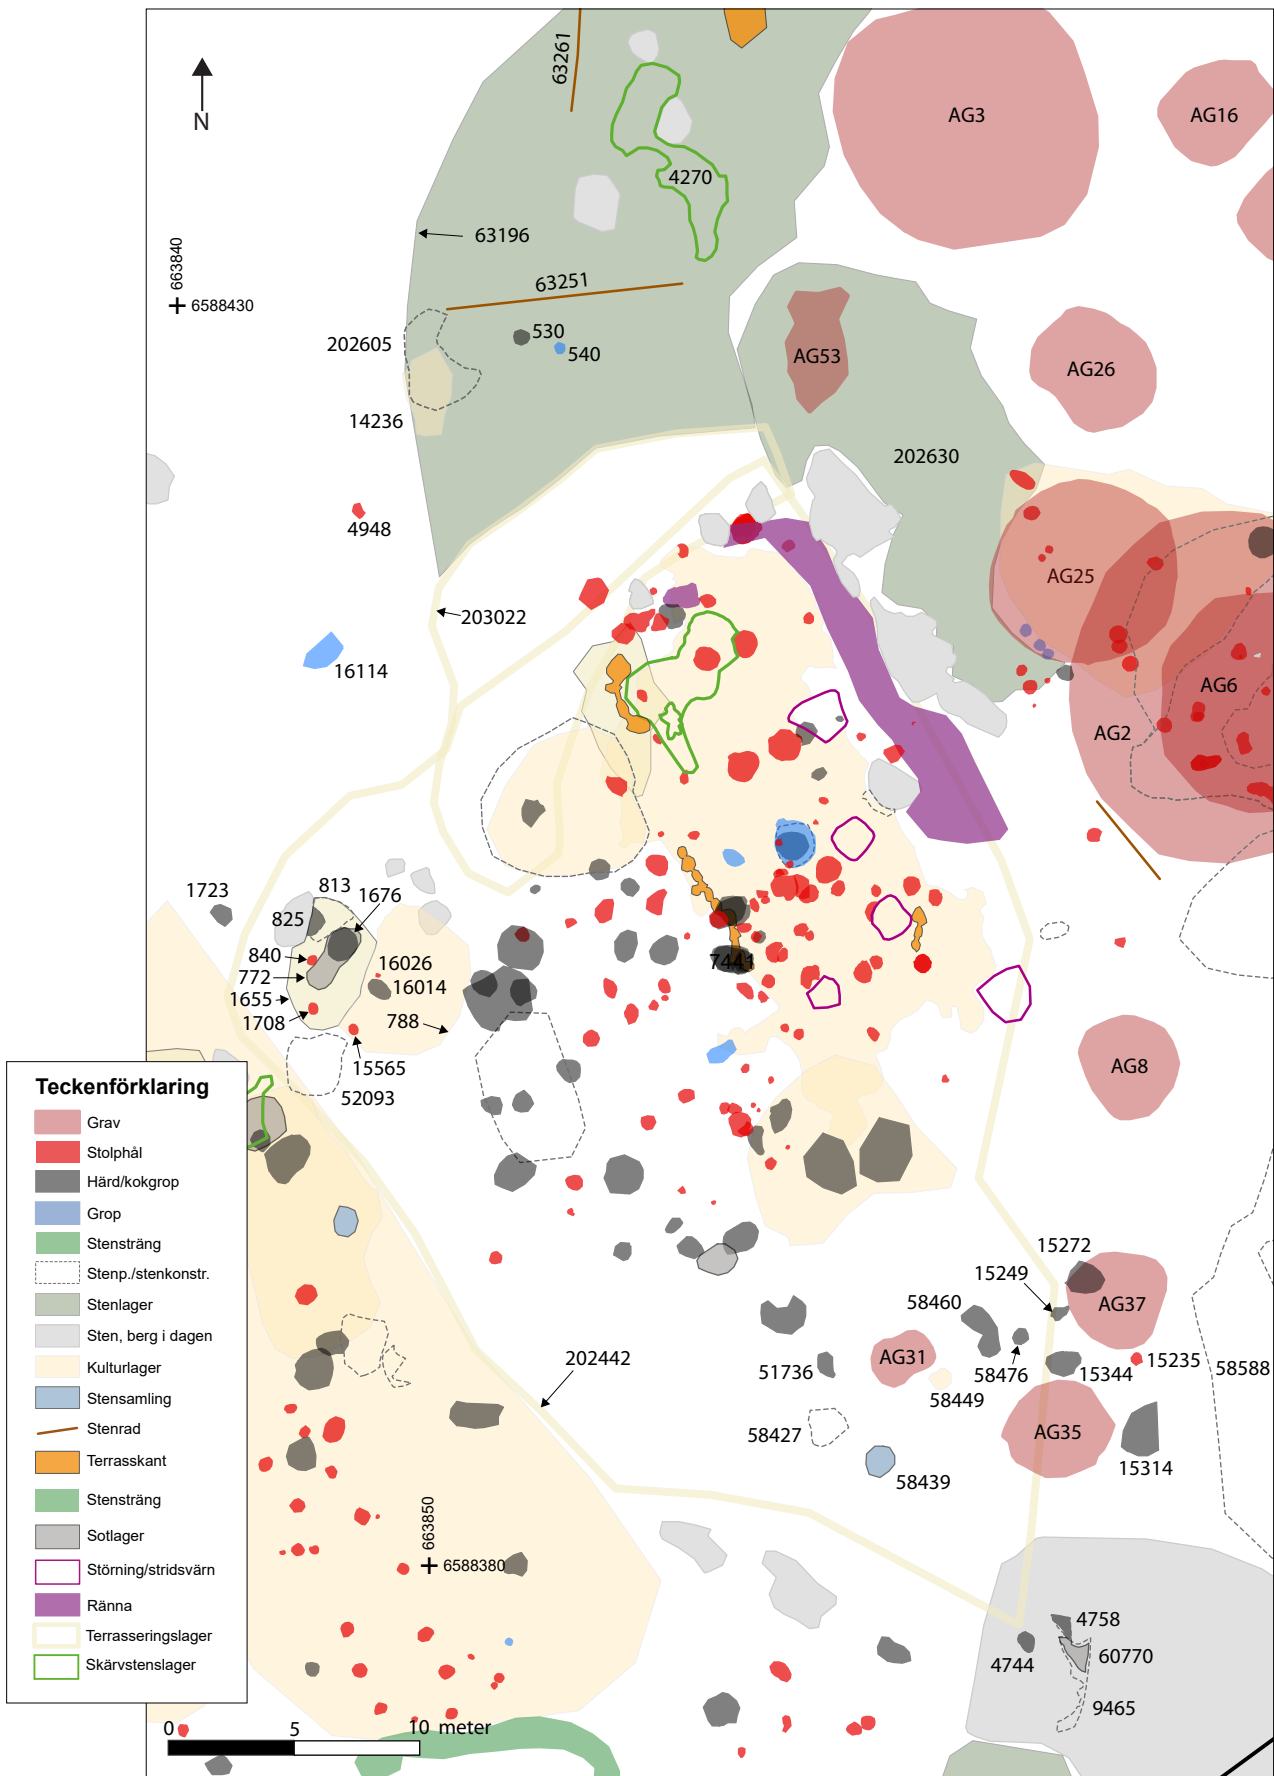 63261
AG3
AG16
N
4270
63196
663840
6588430
63251
530
540
202605
AG53
AG26
14236
202630
4948
AG25
203022
16114
AG6
AG2
1723
813
1676
825
840
16026
772
16014
7441
1655
1708
788
15565
52093
AG8
Teckenförklaring
Grav
Stolphål
Härd/kokgrop
Grop
Stensträng
Stenp./stenkonstr.
Stenlager
Sten, berg i dagen
Kulturlager
Stensamling
Stenrad
Terrasskant
Stensträng
Sotlager
Störning/stridsvärn
Ränna
Terrasseringslager
Skärvstenslager
15272
15249
58460
AG37
202442
AG31
51736
58476
15344
15235
58588
58449
58427
AG35
58439
15314
663850
6588380
4758
4744
60770
9465
0 5 10 meter